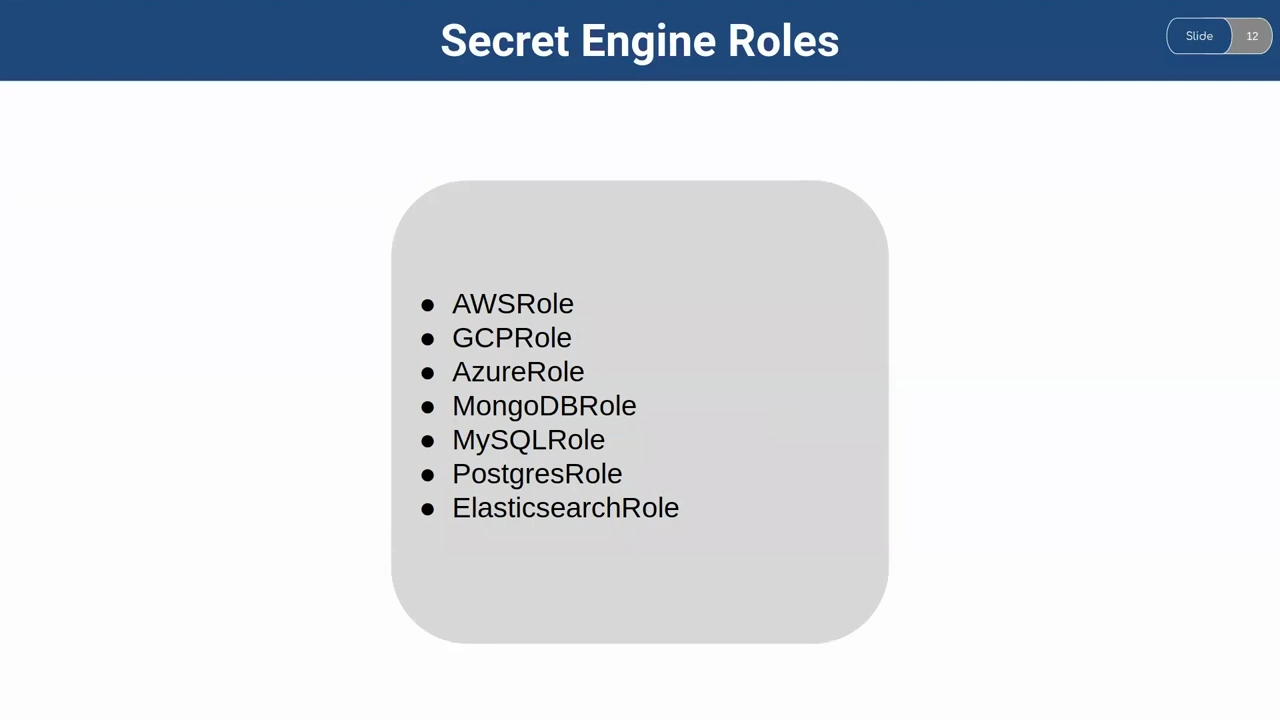 Secret Engine Roles
Slide 12
● AWSRole
● GCPRole
● AzureRole
● MongoDBRole
● MySQLRole
● PostgresRole
● ElasticsearchRole